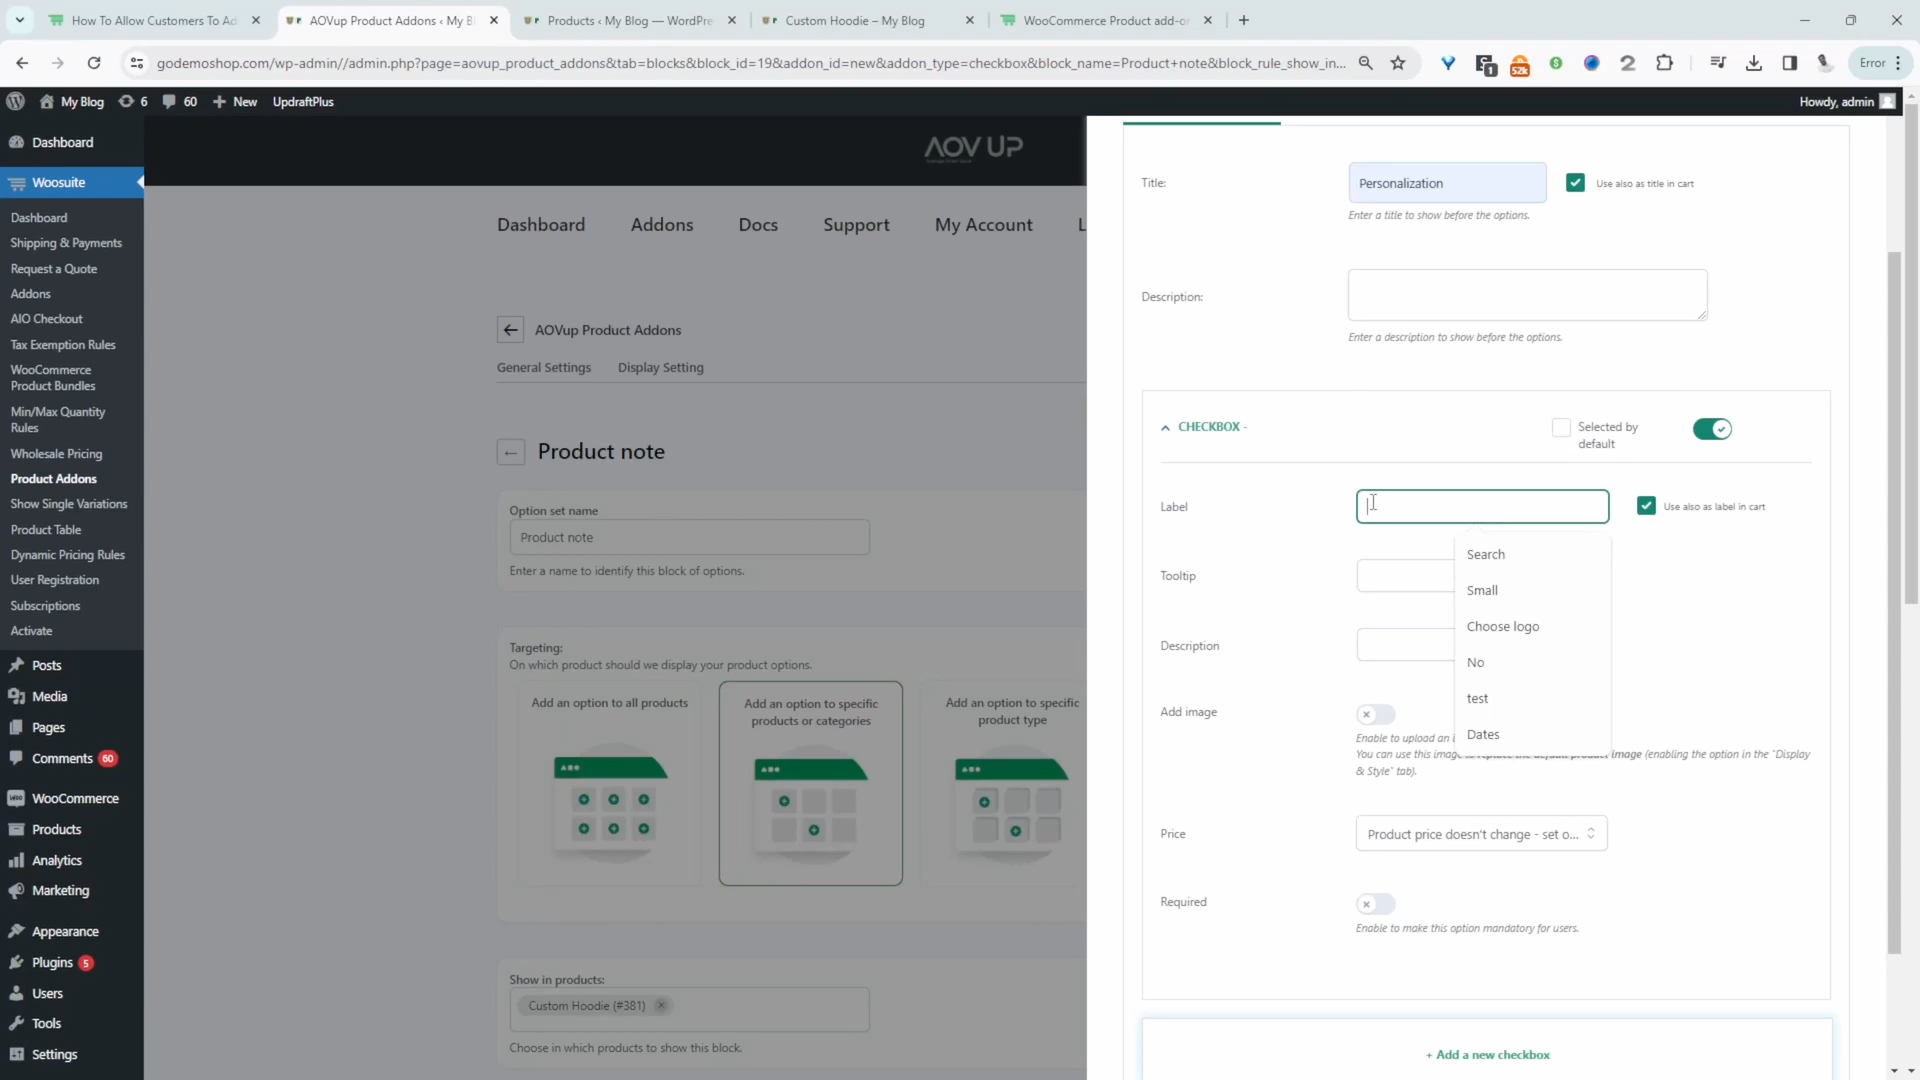 How To Allow Customers To Ad
AOVup Product Addons ‹ My B
Products ‹ My Blog — WordPre
Custom Hoodie – My Blog
WooCommerce Product add-o
godemoshop.com/wp-admin//admin.php?page=aovup_product_addons&tab=blocks&block_id=19&addon_id=new&addon_type=checkbox&block_name=Product+note&block_rule_show_in...
1
52k
Error
My Blog
6
60
New
UpdraftPlus
Howdy, admin
Dashboard
Woosuite
Dashboard
Shipping & Payments
Request a Quote
Addons
AIO Checkout
Tax Exemption Rules
WooCommerce
Product Bundles
Min/Max Quantity
Rules
Wholesale Pricing
Product Addons
Show Single Variations
Product Table
Dynamic Pricing Rules
User Registration
Subscriptions
Activate
Posts
Media
Pages
Comments 60
WooCommerce
Products
Analytics
Marketing
Appearance
Plugins 5
Users
Tools
Settings
AOV UP
Dashboard
Addons
Docs
Support
My Account
L
AOVup Product Addons
General Settings
Display Setting
Product note
Option set name
Product note
Enter a name to identify this block of options.
Targeting:
On which product should we display your product options.
Add an option to all products
Add an option to specific
products or categories
Add an option to specific
product type
Show in products:
Custom Hoodie (#381) ×
Choose in which products to show this block.
Title:
Personalization
Use also as title in cart
Enter a title to show before the options.
Description:
Enter a description to show before the options.
CHECKBOX -
Selected by
default
Label
Use also as label in cart
Search
Small
Choose logo
No
test
Dates
Tooltip
Description
Add image
Enable to upload an
You can use this image to replace the default product image (enabling the option in the "Display
& Style" tab).
Price
Product price doesn't change - set o...
Required
Enable to make this option mandatory for users.
+ Add a new checkbox